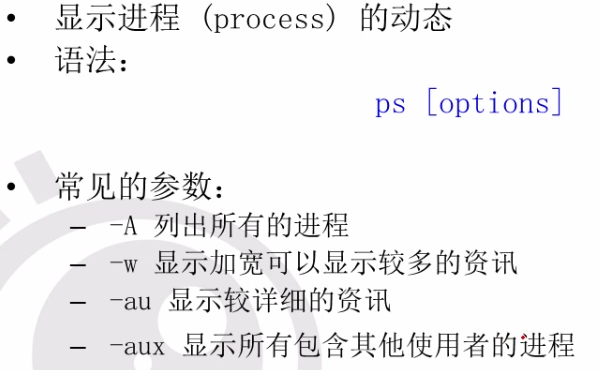 • 显示进程 (process) 的动态
• 语法：
ps [options]
• 常见的参数：
– -A 列出所有的进程
– -w 显示加宽可以显示较多的资讯
– -au 显示较详细的资讯
– -aux 显示所有包含其他使用者的进程